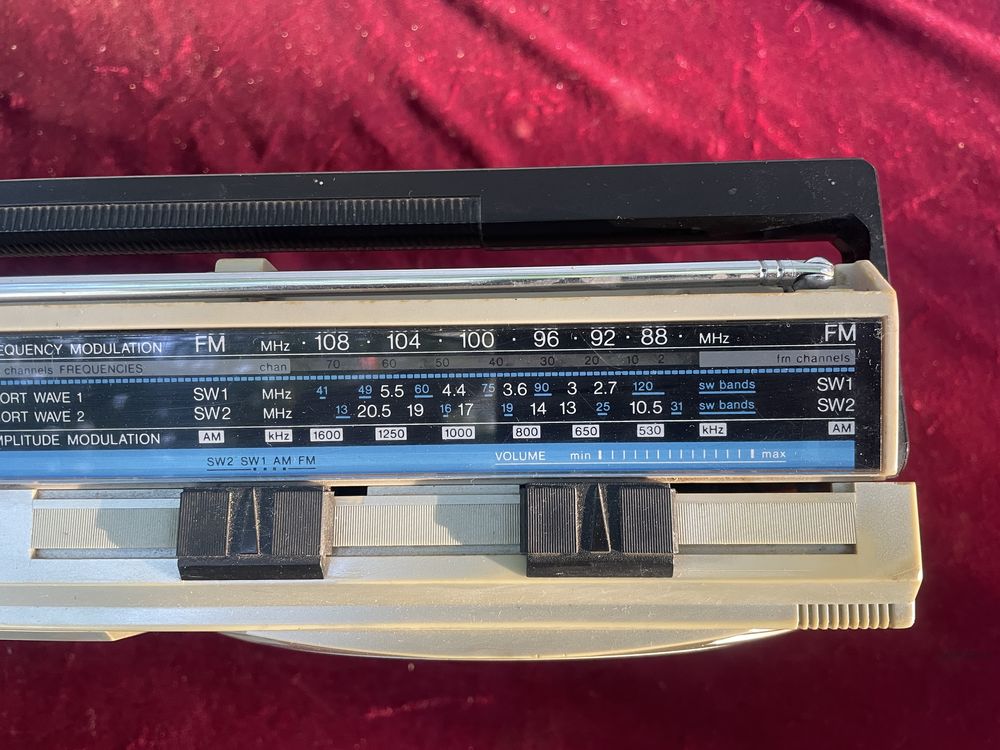 EQUENCY MODULATION FM MHz · 108 · 104 · 100 · 96 · 92 · 88 · MHz FM
channels FREQUENCIES chan 70 60 50 40 30 20 10 2 fm channels
ORT WAVE 1 SW1 MHz 41 49 5.5 60 4.4 75 3.6 90 3 2.7 120 sw bands SW1
ORT WAVE 2 SW2 MHz 13 20.5 19 16 17 19 14 13 25 10.5 31 sw bands SW2
MPLITUDE MODULATION AM kHz 1600 1250 1000 800 650 530 kHz AM
SW2 SW1 AM FM VOLUME min max